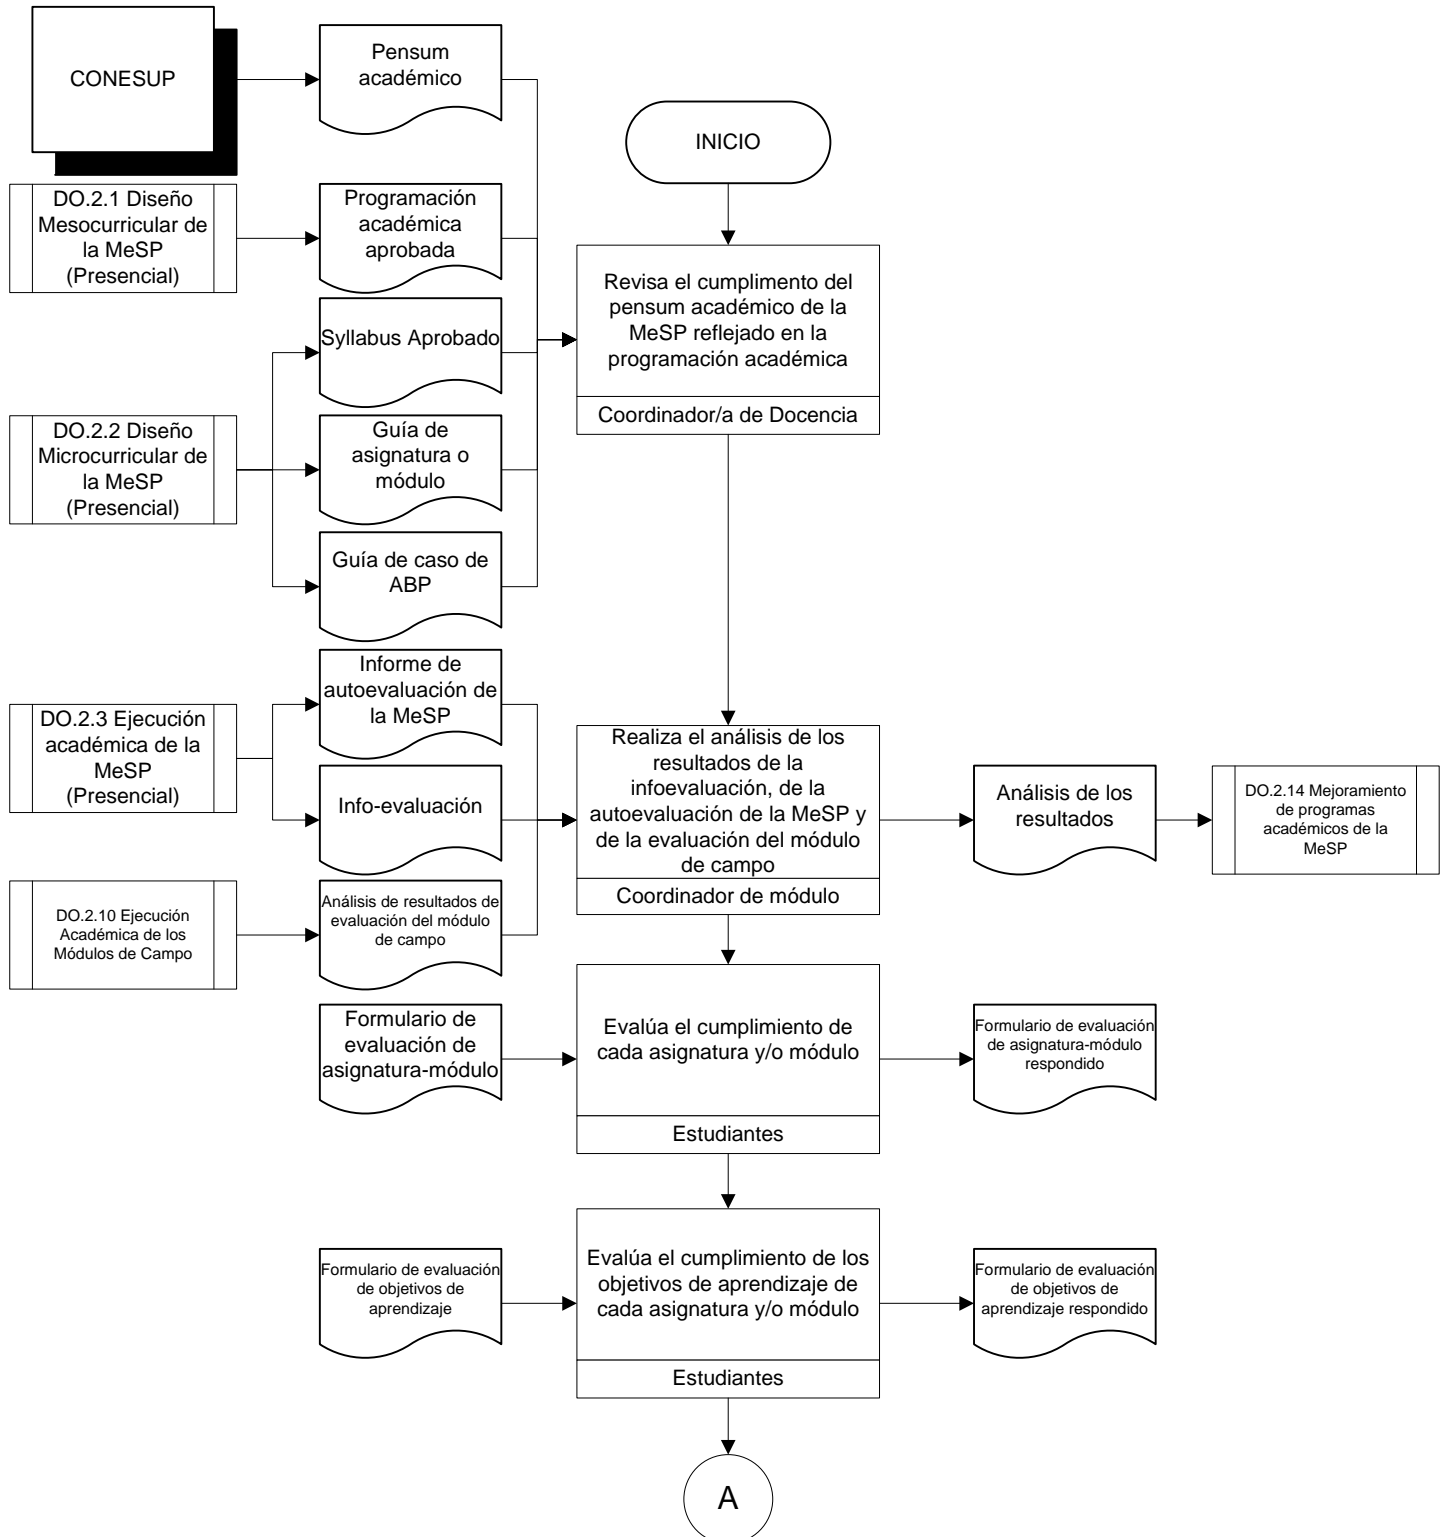 CONESUP
Pensum
académico
INICIO
DO.2.1 Diseño
Mesocurricular de
la MeSP
(Presencial)
Programación
académica
aprobada
Revisa el cumplimento del
pensum académico de la
MeSP reflejado en la
programación académica
Coordinador/a de Docencia
Syllabus Aprobado
DO.2.2 Diseño
Microcurricular de
la MeSP
(Presencial)
Guía de
asignatura o
módulo
Guía de caso de
ABP
Informe de
autoevaluación de
la MeSP
DO.2.3 Ejecución
académica de la
MeSP
(Presencial)
Info-evaluación
Realiza el análisis de los
resultados de la
infoevaluación, de la
autoevaluación de la MeSP y
de la evaluación del módulo
de campo
Coordinador de módulo
Análisis de los
resultados
DO.2.14 Mejoramiento
de programas
académicos de la
MeSP
DO.2.10 Ejecución
Académica de los
Módulos de Campo
Análisis de resultados de
evaluación del módulo
de campo
Formulario de
evaluación de
asignatura-módulo
Evalúa el cumplimiento de
cada asignatura y/o módulo
Estudiantes
Formulario de evaluación
de asignatura-módulo
respondido
Formulario de evaluación
de objetivos de
aprendizaje
Evalúa el cumplimiento de los
objetivos de aprendizaje de
cada asignatura y/o módulo
Estudiantes
Formulario de evaluación
de objetivos de
aprendizaje respondido
A